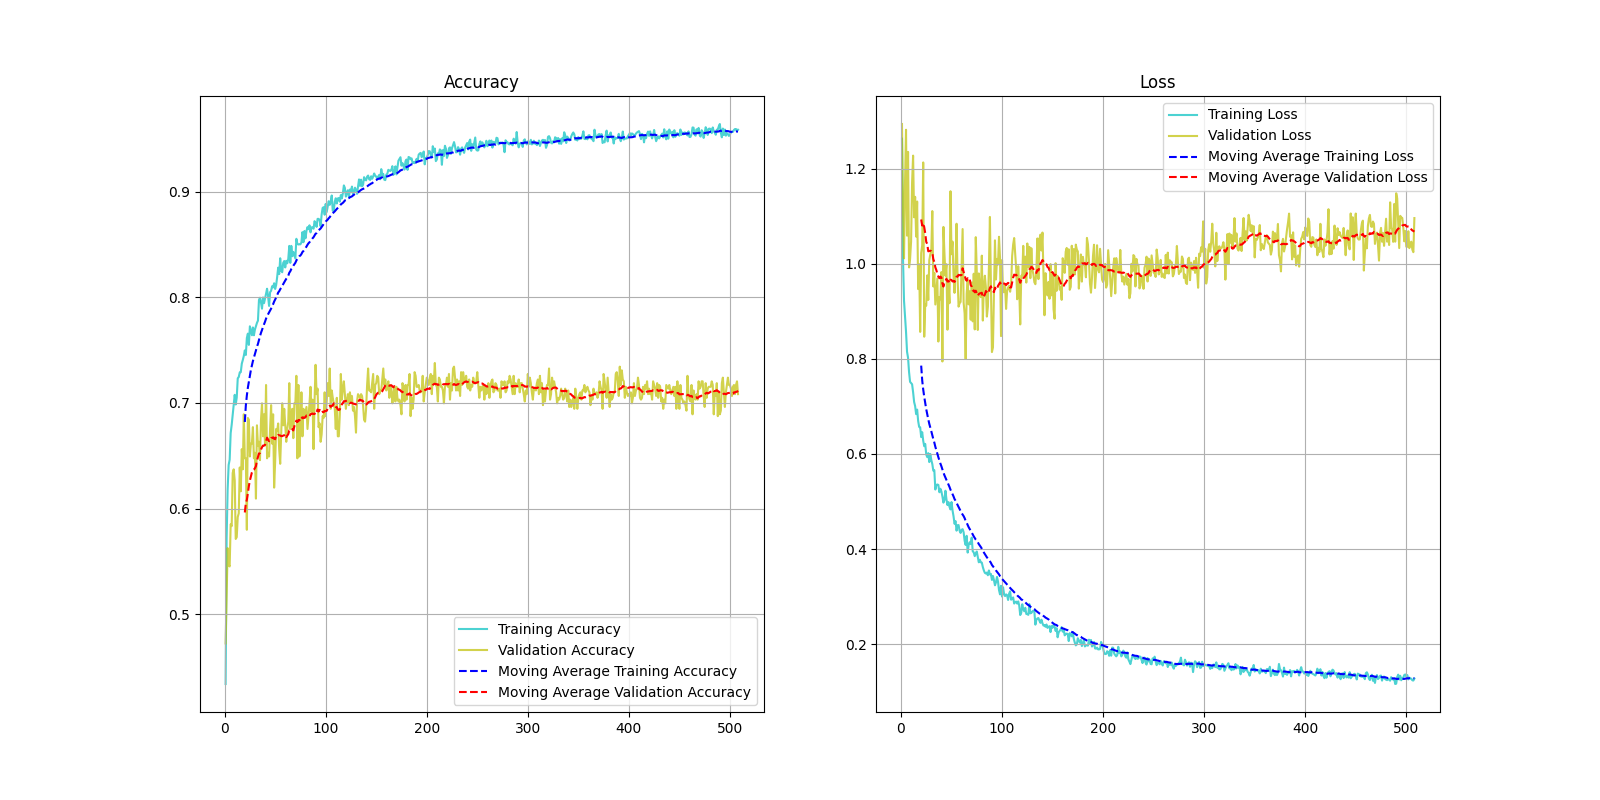 Accuracy
0.9
0.8
0.7
0.6
0.5
0 100 200 300 400 500
Training Accuracy
Validation Accuracy
Moving Average Training Accuracy
Moving Average Validation Accuracy
Loss
1.2
1.0
0.8
0.6
0.4
0.2
0 100 200 300 400 500
Training Loss
Validation Loss
Moving Average Training Loss
Moving Average Validation Loss